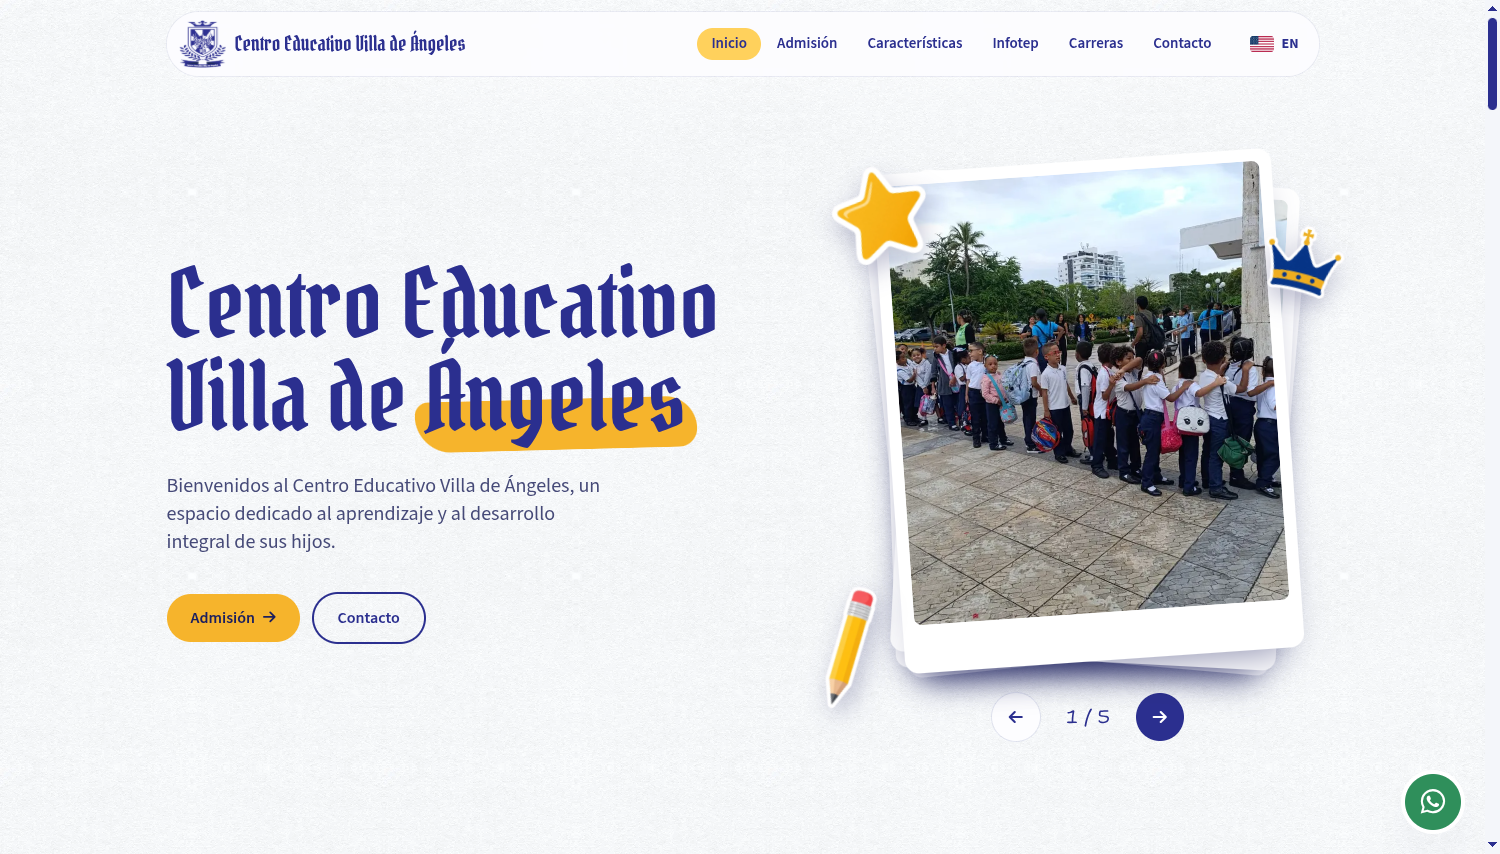 Centro Educativo Villa de Ángeles
Inicio
Admisión
Características
Infotep
Carreras
Contacto
EN
Centro Educativo
Villa de Ángeles
Bienvenidos al Centro Educativo Villa de Ángeles, un
espacio dedicado al aprendizaje y al desarrollo
integral de sus hijos.
Admisión
Contacto
1 / 5